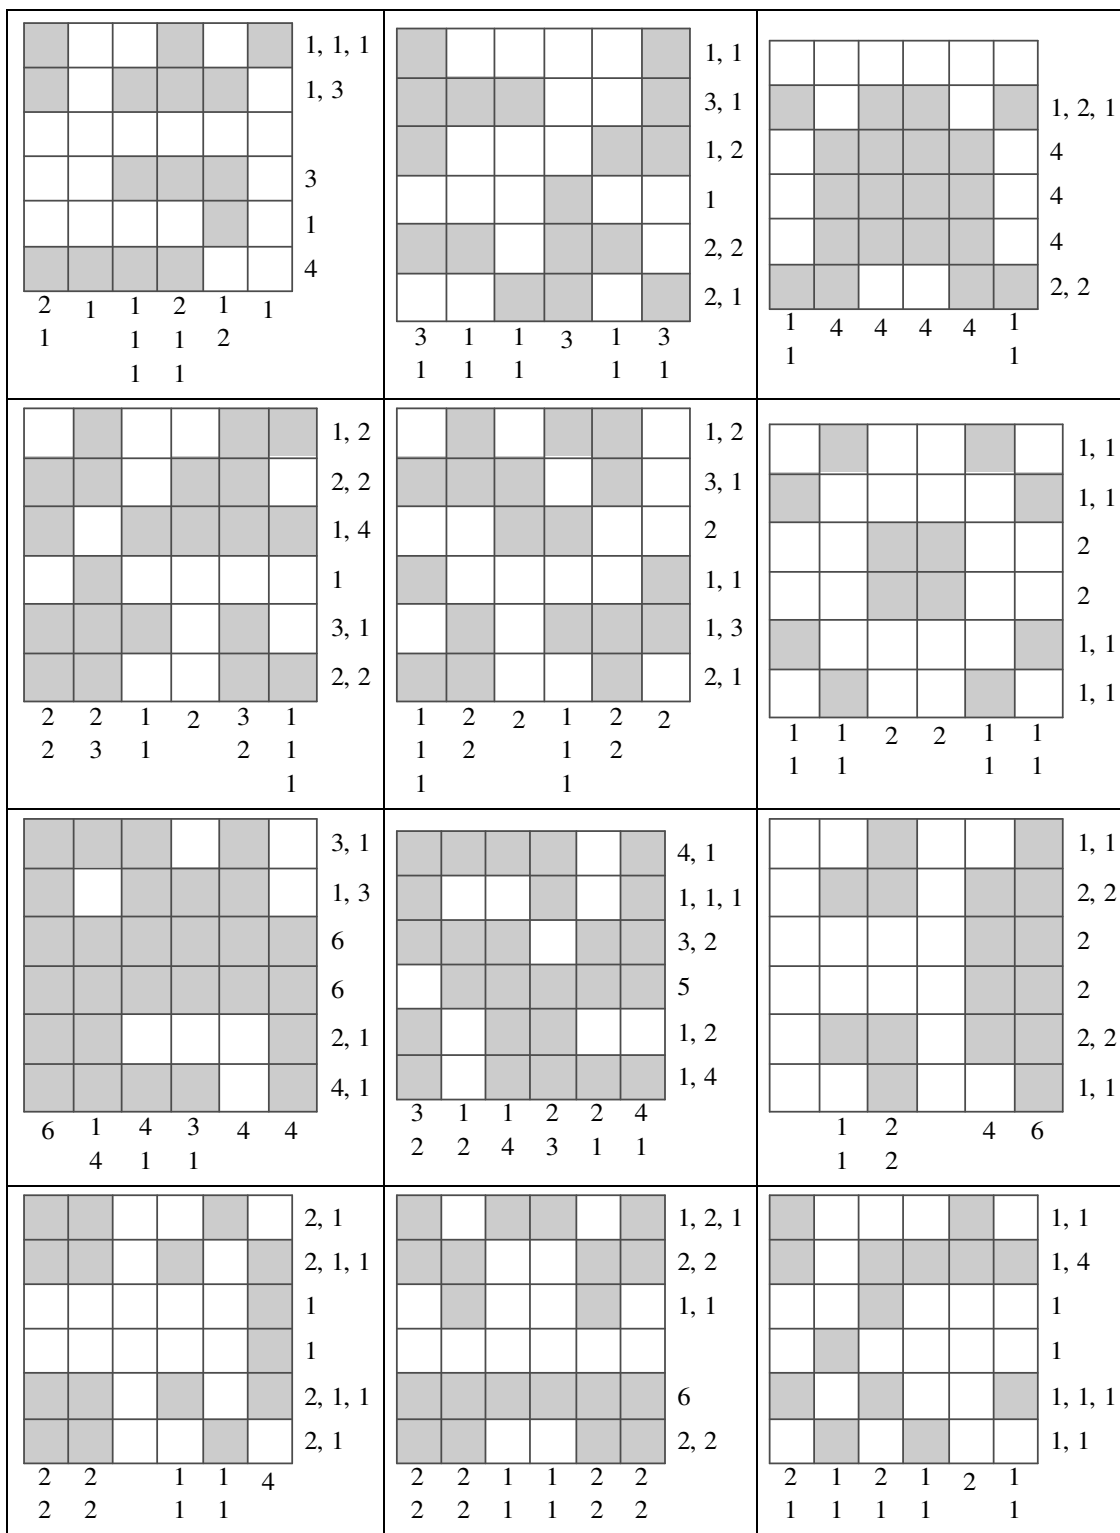 1, 1, 1
1, 3
3
1
4
2 1 1 2 1 1
1 1 1 2
1 1
1, 1
3, 1
1, 2
1
2, 2
2, 1
3 1 1 3 1 3
1 1 1 1 1
1, 2, 1
4
4
4
2, 2
1 4 4 4 4 1
1 1
1, 2
2, 2
1, 4
1
3, 1
2, 2
2 2 1 2 3 1
2 3 1 2 1
1
1, 2
3, 1
2
1, 1
1, 3
2, 1
1 2 2 1 2 2
1 2 1 2
1 1
1, 1
1, 1
2
2
1, 1
1, 1
1 1 2 2 1 1
1 1 1 1
3, 1
1, 3
6
6
2, 1
4, 1
6 1 4 3 4 4
4 1 1
4, 1
1, 1, 1
3, 2
5
1, 2
1, 4
3 1 1 2 2 4
2 2 4 3 1 1
1, 1
2, 2
2
2
2, 2
1, 1
1 2 4 6
1 2
2, 1
2, 1, 1
1
1
2, 1, 1
2, 1
2 2 1 1 4
2 2 1 1
1, 2, 1
2, 2
1, 1
6
2, 2
2 2 1 1 2 2
2 2 1 1 2 2
1, 1
1, 4
1
1
1, 1, 1
1, 1
2 1 2 1 2 1
1 1 1 1 1